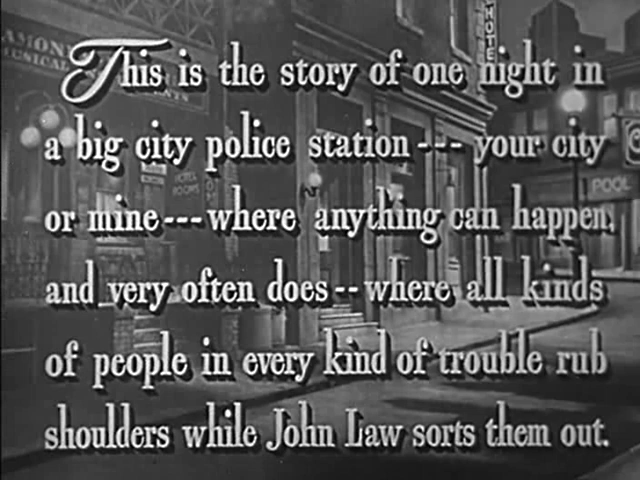 This is the story of one night in
a big city police station --- your city
or mine --- where anything can happen,
and very often does -- where all kinds
of people in every kind of trouble rub
shoulders while John Law sorts them out.
HOTEL
POOL
HOTEL
ROOMS